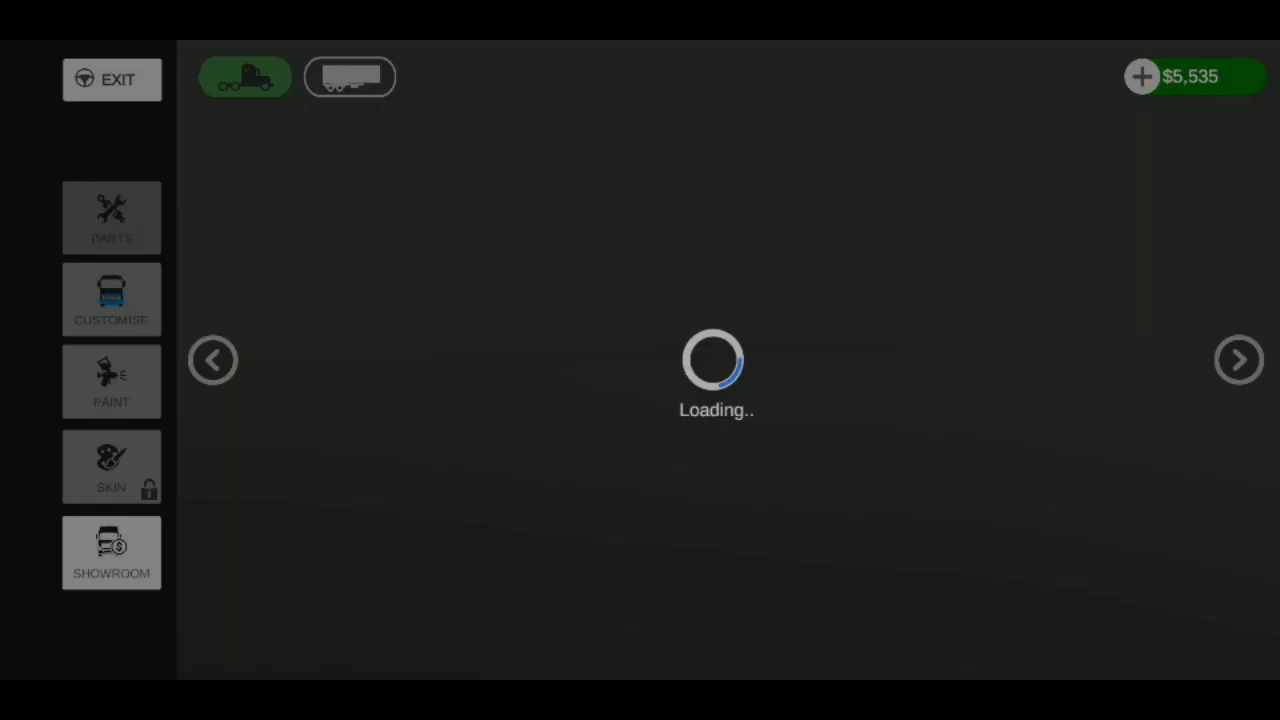 EXIT
$5,535
PARTS
CUSTOMISE
PAINT
SKIN
SHOWROOM
Loading..